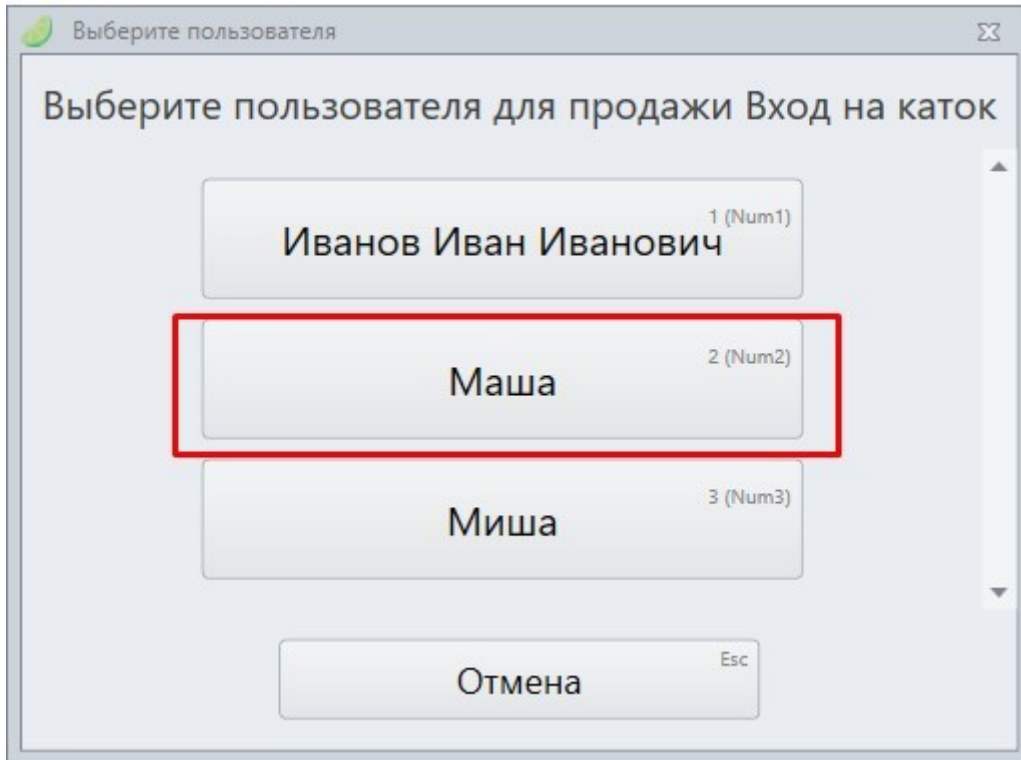 Выберите пользователя
Выберите пользователя для продажи Вход на каток
1 (Num1)
Иванов Иван Иванович
2 (Num2)
Маша
3 (Num3)
Миша
Esc
Отмена